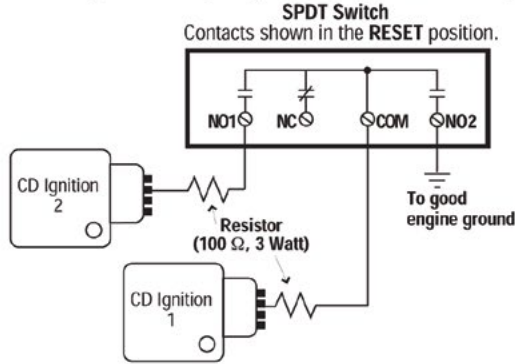 SPDT Switch
Contacts shown in the RESET position.
NO1 NC COM NO2
CD Ignition
2
To good
engine ground
Resistor
(100 Ω, 3 Watt)
CD Ignition
1